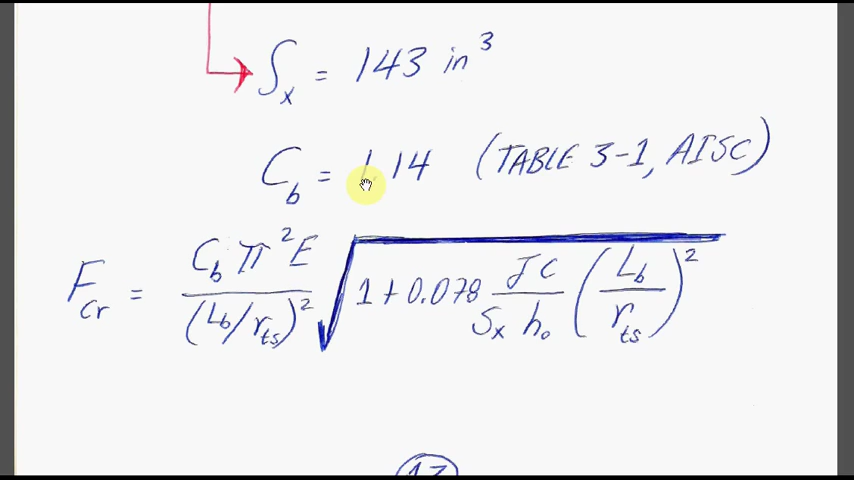 Sx = 143 in³
Cb = 1.14 (TABLE 3-1, AISC)
Fcr = Cb π² E / (Lb/rts)² √(1 + 0.078 JC / (Sx ho) (Lb / rts)²)